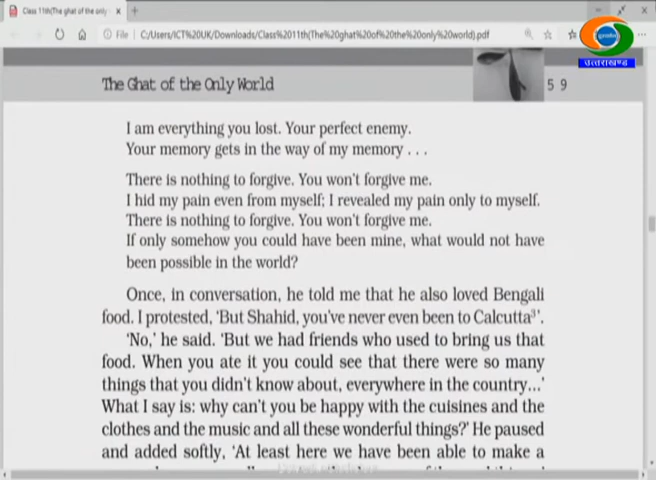 Class 11th(The ghat of the only
File
C:/Users/ICT%20UK/Downloads/Class%2011th(The%20ghat%20of%20the%20only%20world).pdf
उत्तराखण्ड
The Ghat of the Only World
59
I am everything you lost. Your perfect enemy.
Your memory gets in the way of my memory . . .
There is nothing to forgive. You won't forgive me.
I hid my pain even from myself; I revealed my pain only to myself.
There is nothing to forgive. You won't forgive me.
If only somehow you could have been mine, what would not have
been possible in the world?
Once, in conversation, he told me that he also loved Bengali
food. I protested, 'But Shahid, you've never even been to Calcutta³'.
'No,' he said. 'But we had friends who used to bring us that
food. When you ate it you could see that there were so many
things that you didn't know about, everywhere in the country...'
What I say is: why can't you be happy with the cuisines and the
clothes and the music and all these wonderful things?' He paused
and added softly, 'At least here we have been able to make a